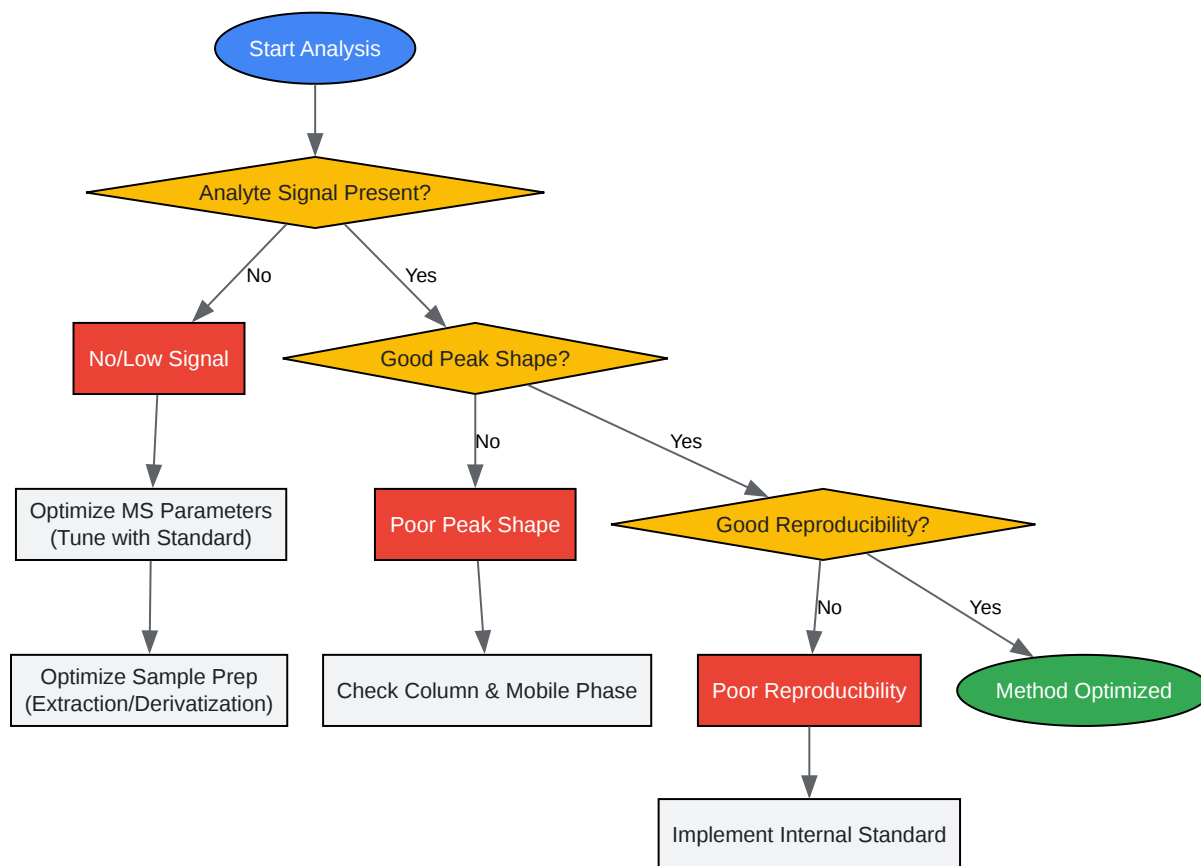 Start Analysis
Analyte Signal Present?
No
Yes
No/Low Signal
Good Peak Shape?
No
Yes
Optimize MS Parameters
(Tune with Standard)
Poor Peak Shape
Good Reproducibility?
No
Yes
Optimize Sample Prep
(Extraction/Derivatization)
Check Column & Mobile Phase
Poor Reproducibility
Method Optimized
Implement Internal Standard